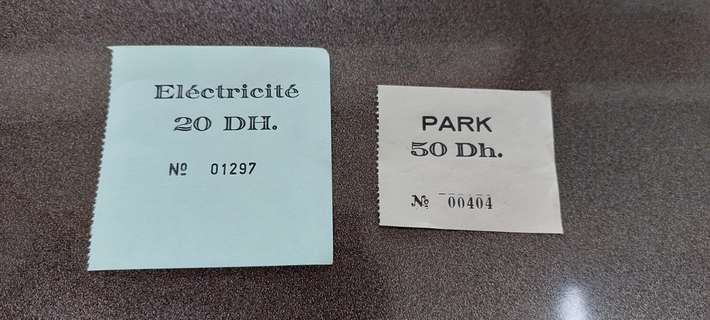 Eléctricité
20 DH.
Nº 01297
PARK
50 Dh.
Nº 00404